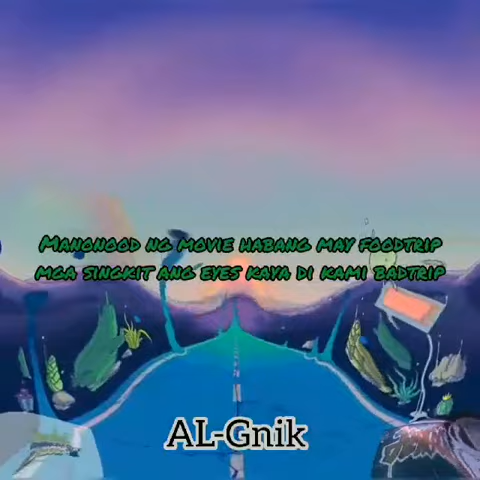 Manonood ng movie habang may foodtrip
mga singkit ang eyes kaya di kami badtrip
AL-Gnik